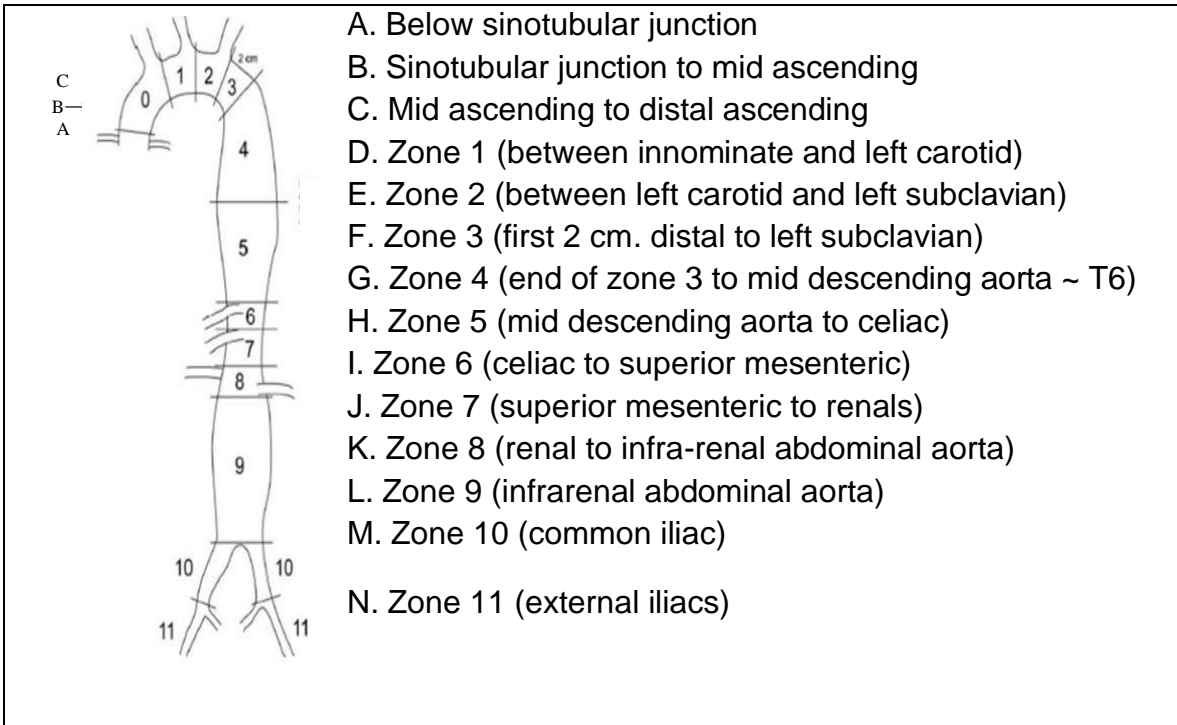 A. Below sinotubular junction
B. Sinotubular junction to mid ascending
C. Mid ascending to distal ascending
D. Zone 1 (between innominate and left carotid)
E. Zone 2 (between left carotid and left subclavian)
F. Zone 3 (first 2 cm. distal to left subclavian)
G. Zone 4 (end of zone 3 to mid descending aorta ~ T6)
H. Zone 5 (mid descending aorta to celiac)
I. Zone 6 (celiac to superior mesenteric)
J. Zone 7 (superior mesenteric to renals)
K. Zone 8 (renal to infra-renal abdominal aorta)
L. Zone 9 (infrarenal abdominal aorta)
M. Zone 10 (common iliac)
N. Zone 11 (external iliacs)
C
B—
A
0
1
2
2 cm
3
4
5
6
7
8
9
10
10
11
11